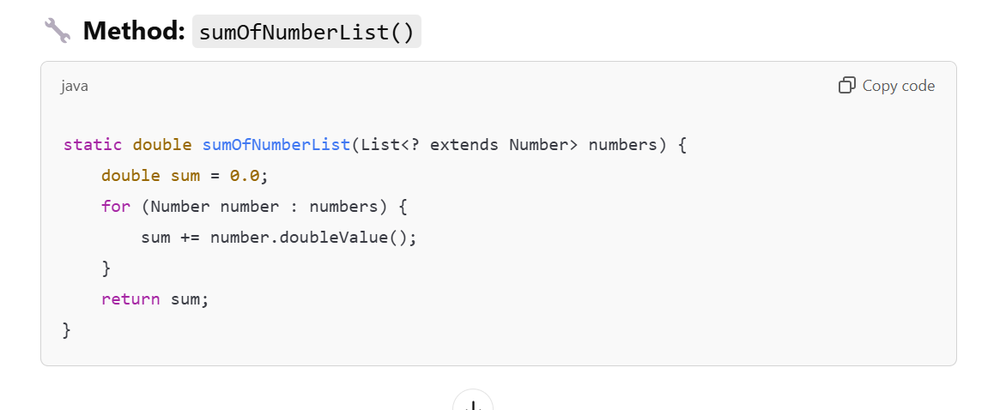 🔧 Method: sumOfNumberList()
java
Copy code
static double sumOfNumberList(List<? extends Number> numbers) {
    double sum = 0.0;
    for (Number number : numbers) {
        sum += number.doubleValue();
    }
    return sum;
}